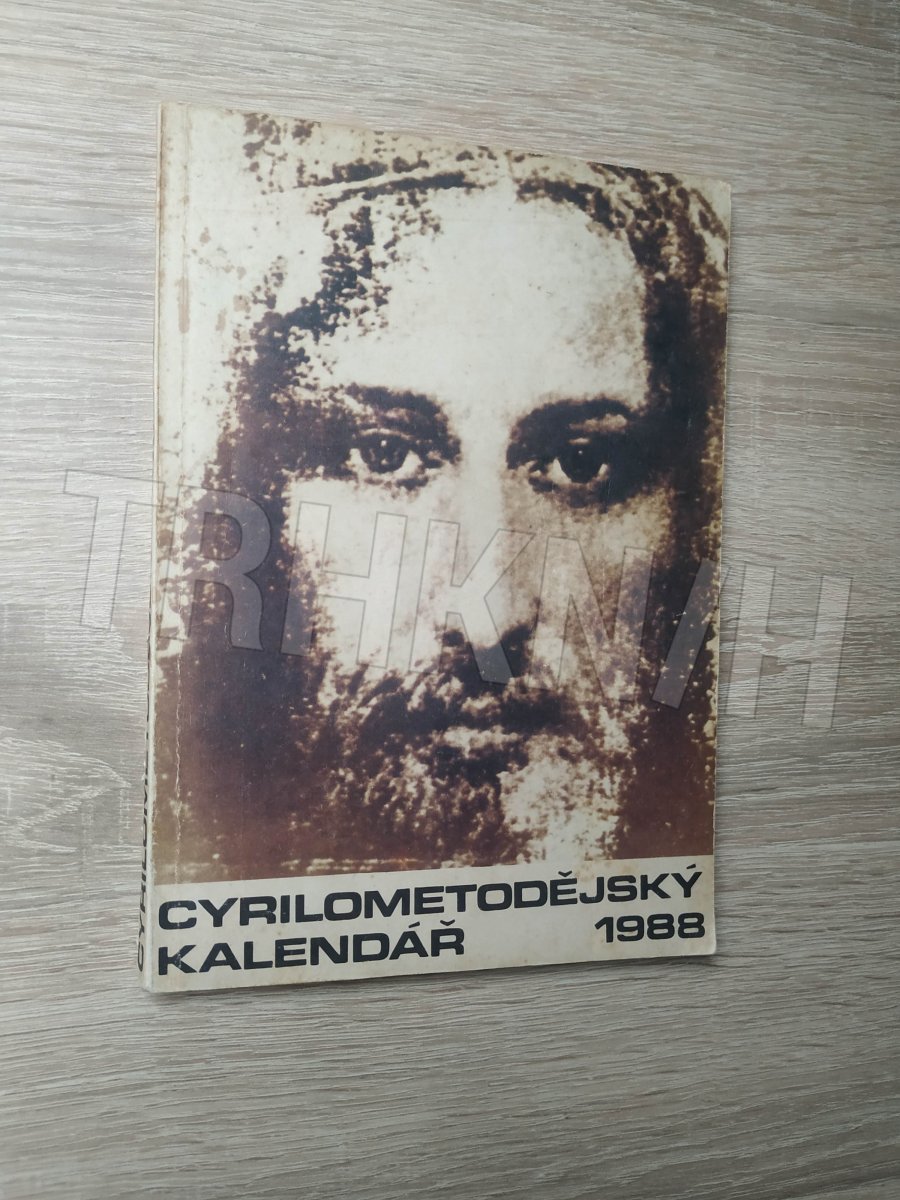 CYRILOMETODĚJSKÝ
KALENDÁŘ 1988
TRHKNIH